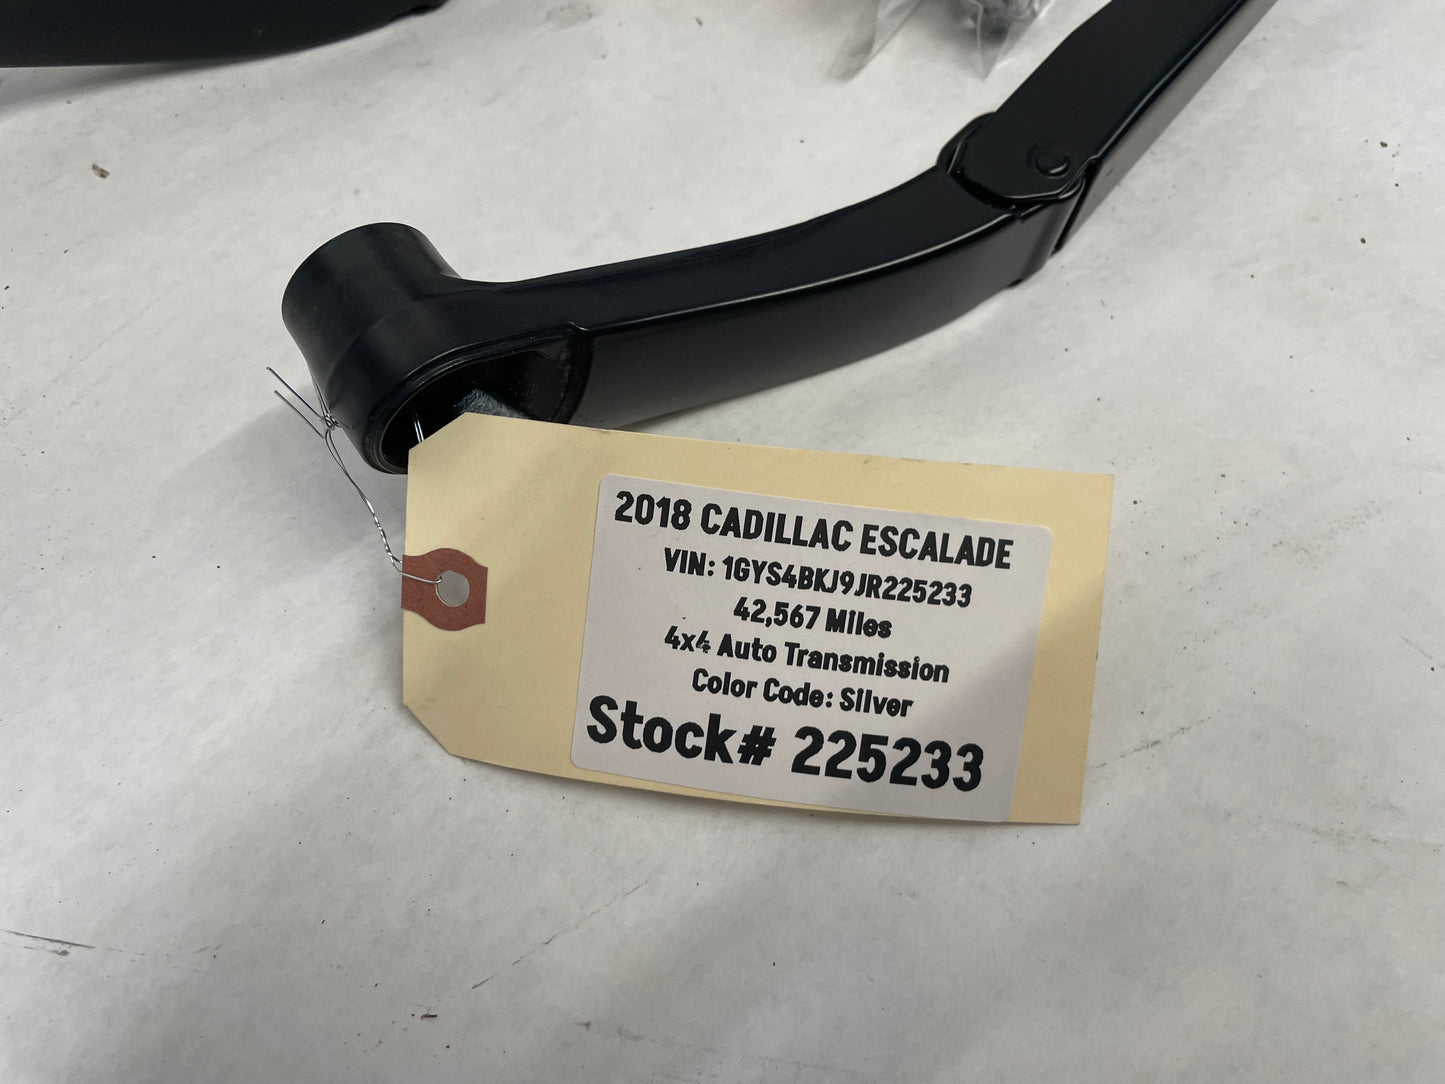 2018 CADILLAC ESCALADE
VIN: 1GYS4BKJ9JR225233
42,567 Miles
4x4 Auto Transmission
Color Code: Silver
Stock# 225233